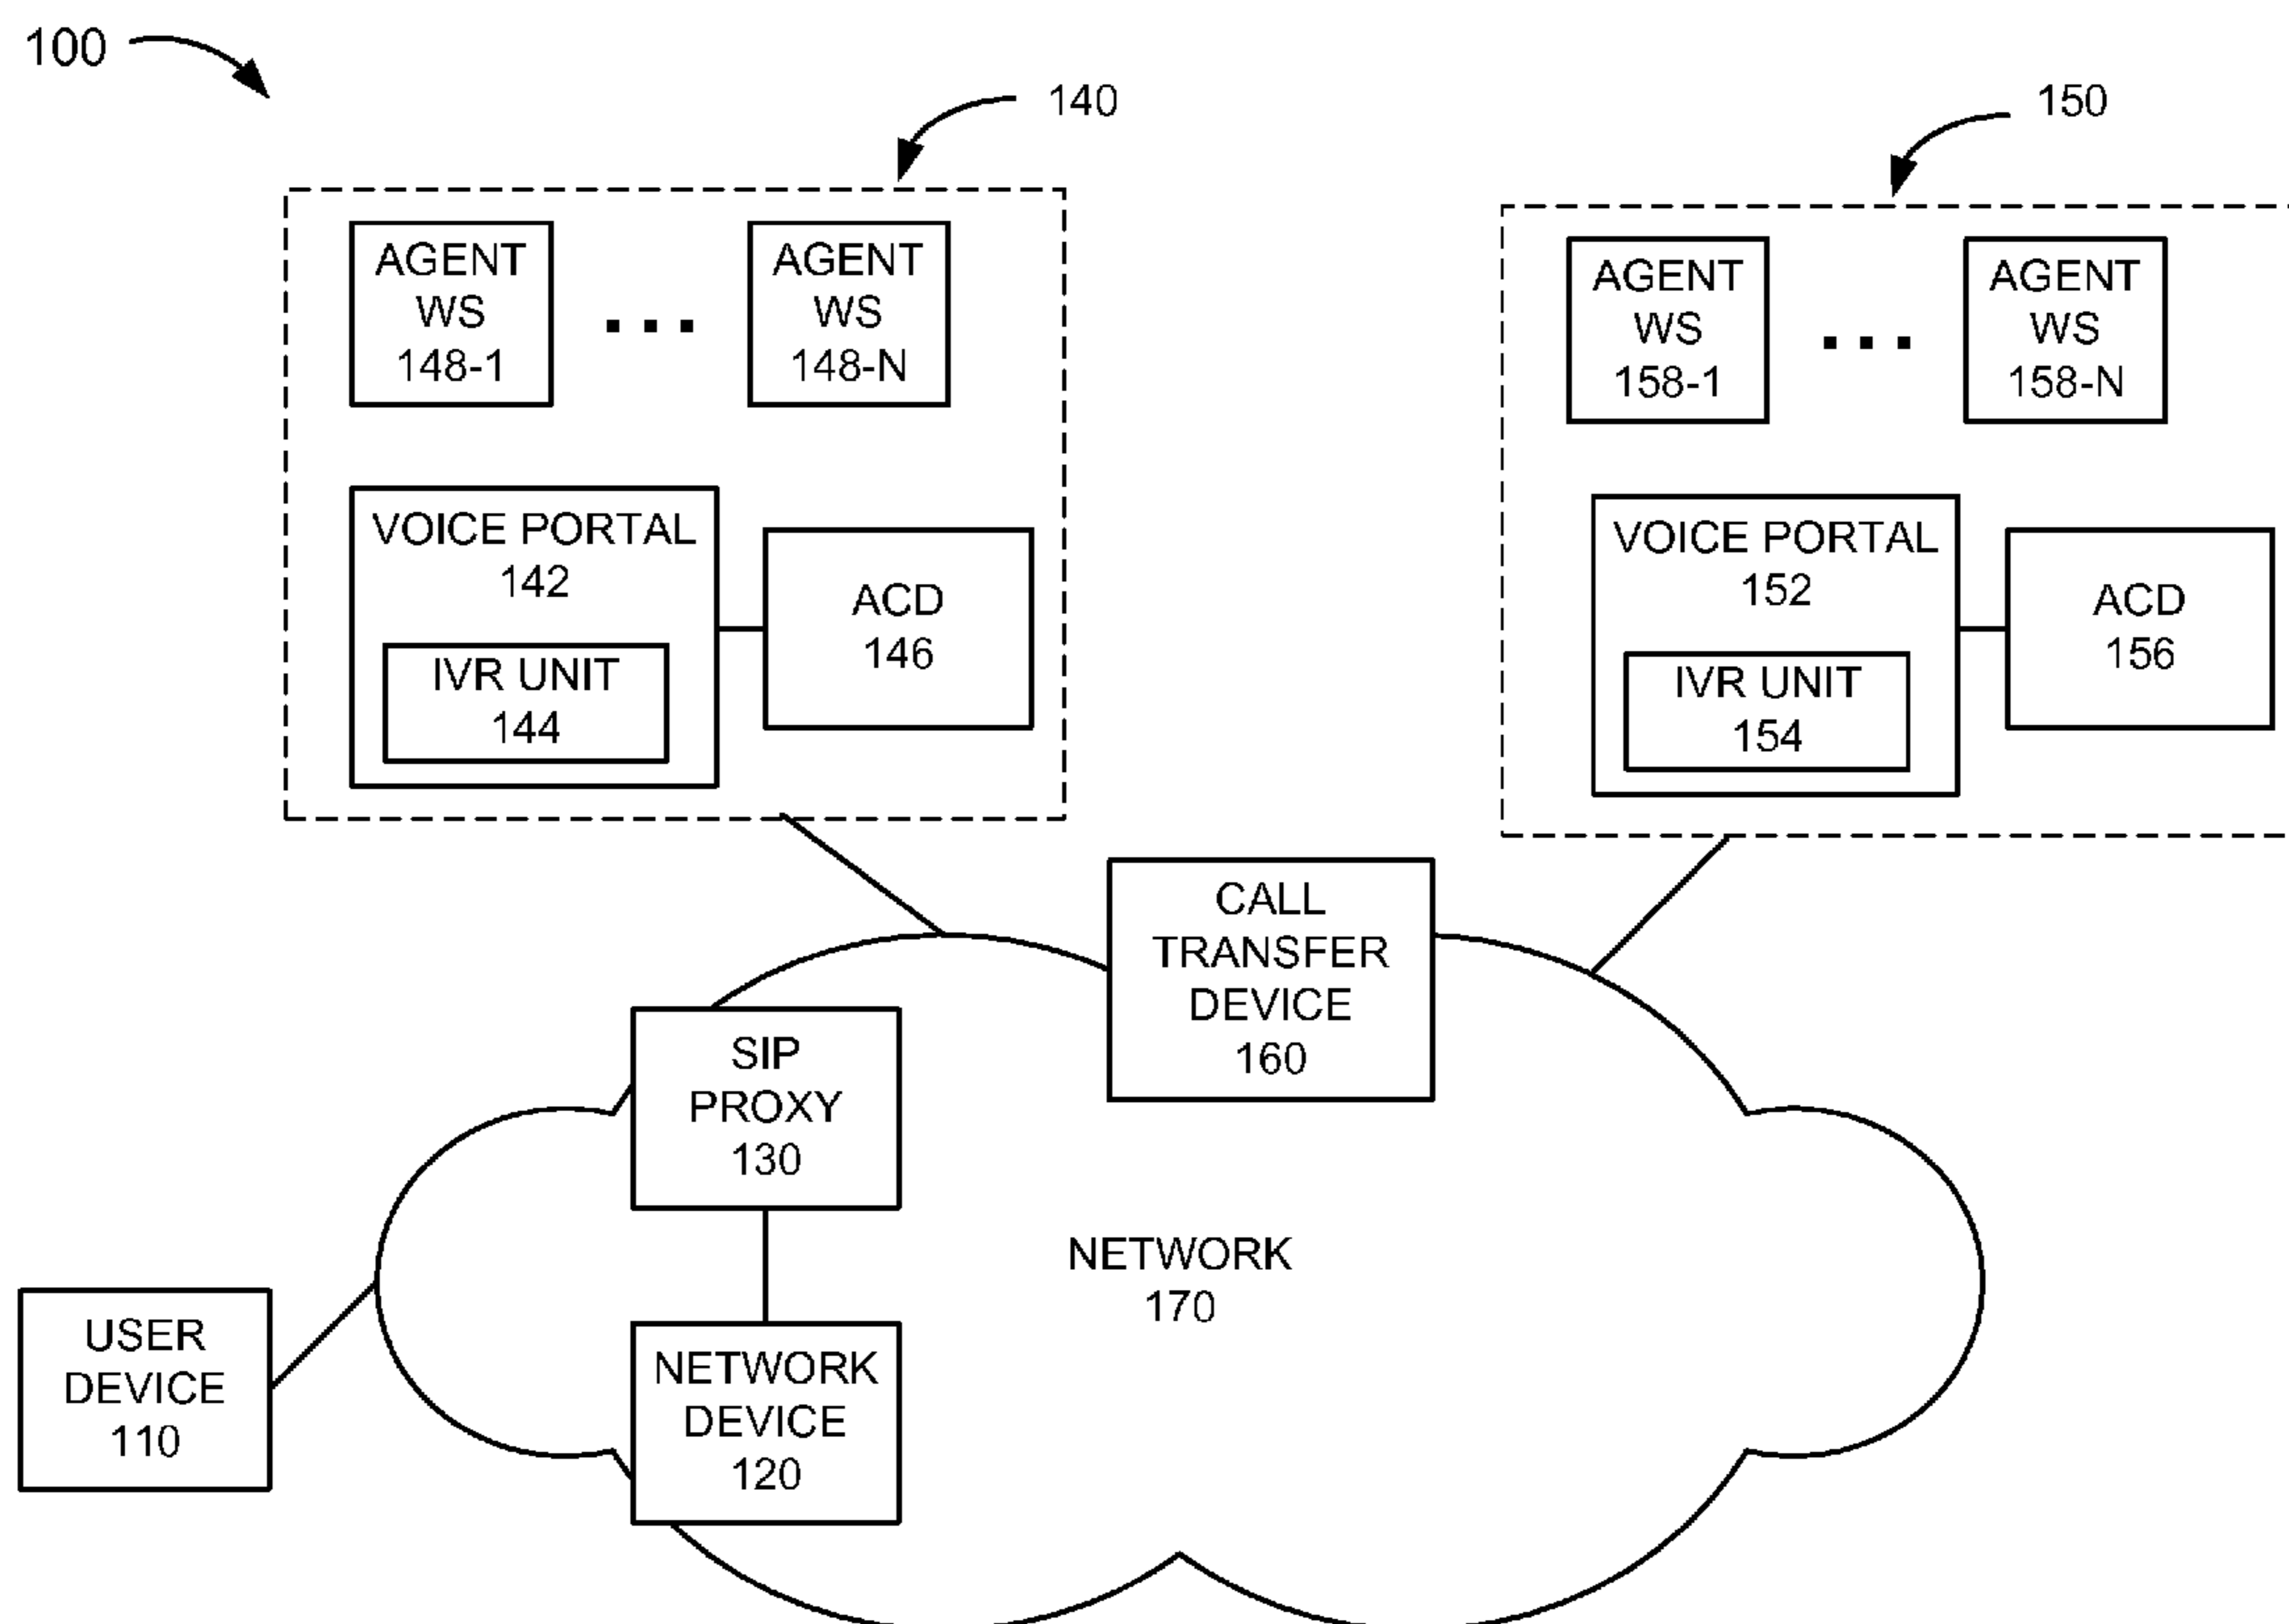 100
140
150
AGENT
WS
148-1
AGENT
WS
148-N
AGENT
WS
158-1
AGENT
WS
158-N
VOICE PORTAL
142
IVR UNIT
144
ACD
146
VOICE PORTAL
152
IVR UNIT
154
ACD
156
CALL
TRANSFER
DEVICE
160
SIP
PROXY
130
NETWORK
170
USER
DEVICE
110
NETWORK
DEVICE
120